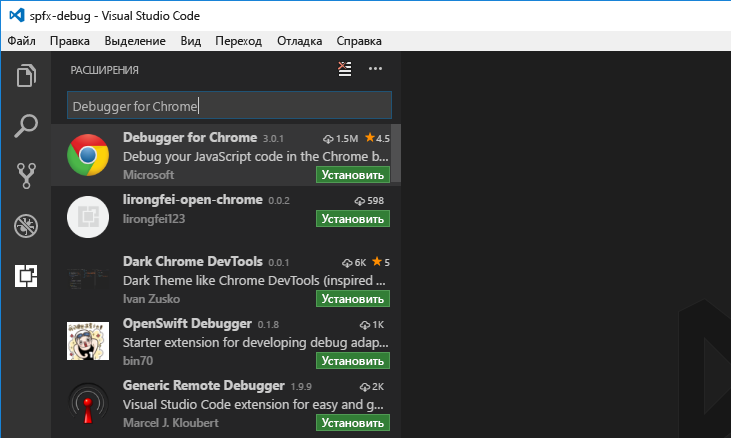 spfx-debug - Visual Studio Code
Файл Правка Выделение Вид Переход Отладка Справка
РАСШИРЕНИЯ
Debugger for Chrome
Debugger for Chrome 3.0.1 1.5M 4.5
Debug your JavaScript code in the Chrome b...
Microsoft Установить
lirongfei-open-chrome 0.0.2 598
lirongfei123 Установить
Dark Chrome DevTools 0.0.1 6K 5
Dark Theme like Chrome DevTools (inspired ...
Ivan Zusko Установить
OpenSwift Debugger 0.1.8 1K
Starter extension for developing debug adap...
bin70 Установить
Generic Remote Debugger 1.9.9 2K
Visual Studio Code extension for easy and g...
Marcel J. Kloubert Установить